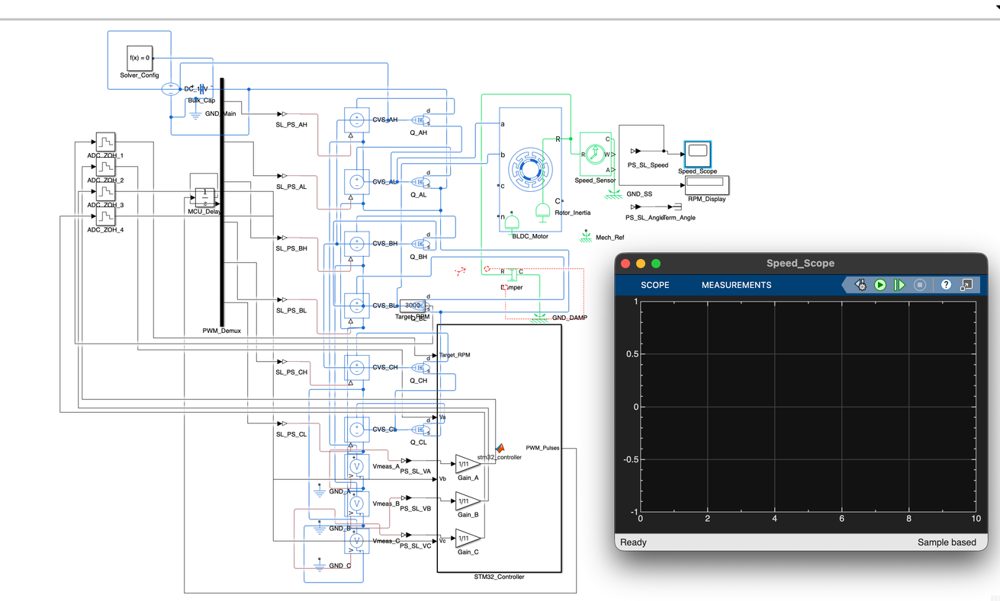 f(x) = 0
Solver_Config
DC_12V
Bulk_Cap
GND_Main
SL_PS_AH
SL_PS_AL
SL_PS_BH
SL_PS_BL
SL_PS_CH
SL_PS_CL
ADC_ZOH_1
ADC_ZOH_2
ADC_ZOH_3
ADC_ZOH_4
1
z
MCU_Delay
PWM_Demux
CVS_AH
CVS_AL
CVS_BH
CVS_BL
CVS_CH
CVS_CL
d
s
Q_AH
d
s
Q_AL
d
s
Q_BH
d
s
Q_BL
d
s
Q_CH
d
s
Q_CL
3000
Target_RPM
a
b
c
n
R
C
Rotor_Inertia
BLDC_Motor
R
C
W
A
Speed_Sensor
PS_SL_Speed
Speed_Scope
GND_SS
RPM_Display
PS_SL_Angle
Term_Angle
Mech_Ref
R
C
Damper
GND_DAMP
Target_RPM
Va
Vb
Vc
PWM_Pulses
stm32_controller
V
Vmeas_A
V
Vmeas_B
V
Vmeas_C
GND_A
GND_B
GND_C
PS_SL_VA
PS_SL_VB
PS_SL_VC
1/11
Gain_A
1/11
Gain_B
1/11
Gain_C
STM32_Controller
Speed_Scope
SCOPE MEASUREMENTS ?
1
0.5
0
-0.5
-1
0 2 4 6 8 10
Ready Sample based